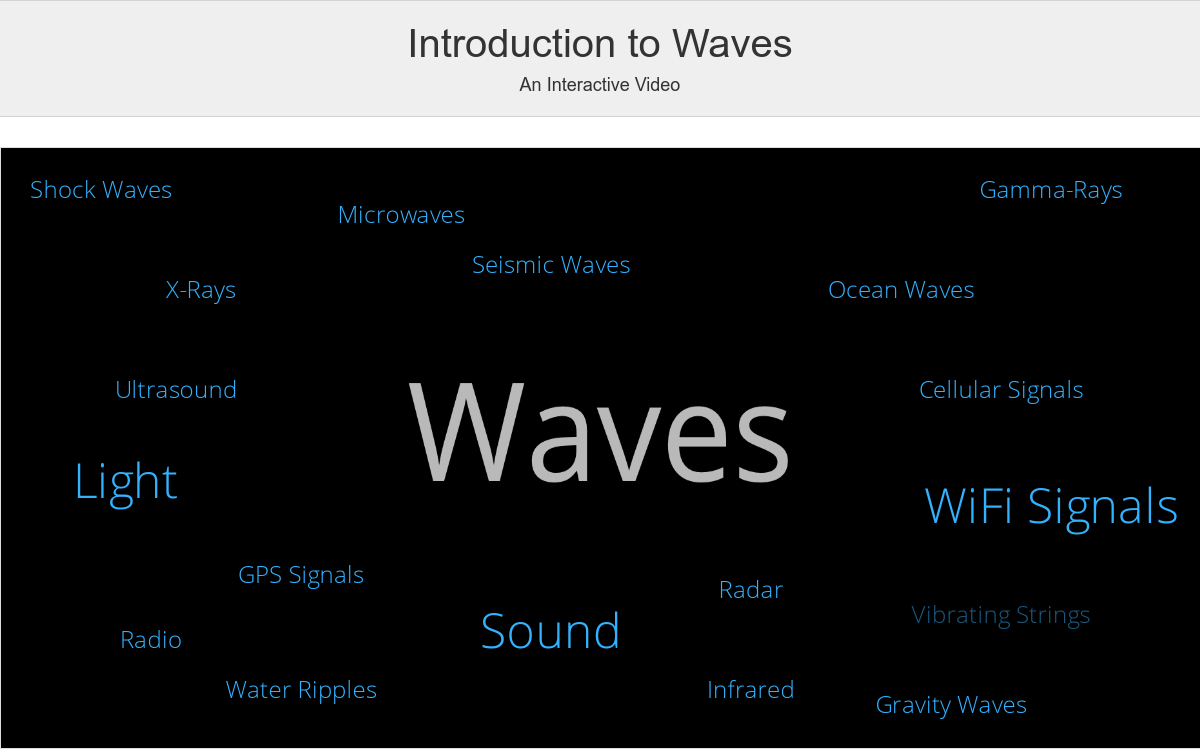 Introduction to Waves
An Interactive Video
Shock Waves
Gamma-Rays
Microwaves
Seismic Waves
X-Rays
Ocean Waves
Ultrasound
Cellular Signals
Waves
Light
WiFi Signals
GPS Signals
Radar
Vibrating Strings
Sound
Radio
Water Ripples
Infrared
Gravity Waves